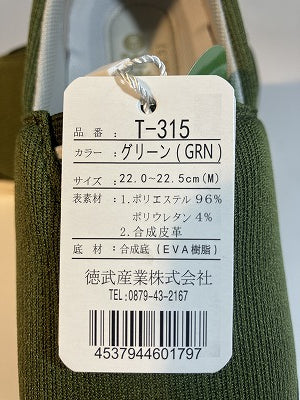 品番: T-315
カラー: グリーン(GRN)
サイズ: 22.0~22.5cm(M)
表素材: 1.ポリエステル 96%
ポリウレタン 4%
2.合成皮革
底材: 合成底(EVA樹脂)
徳武産業株式会社
TEL:0879-43-2167
4537944601797